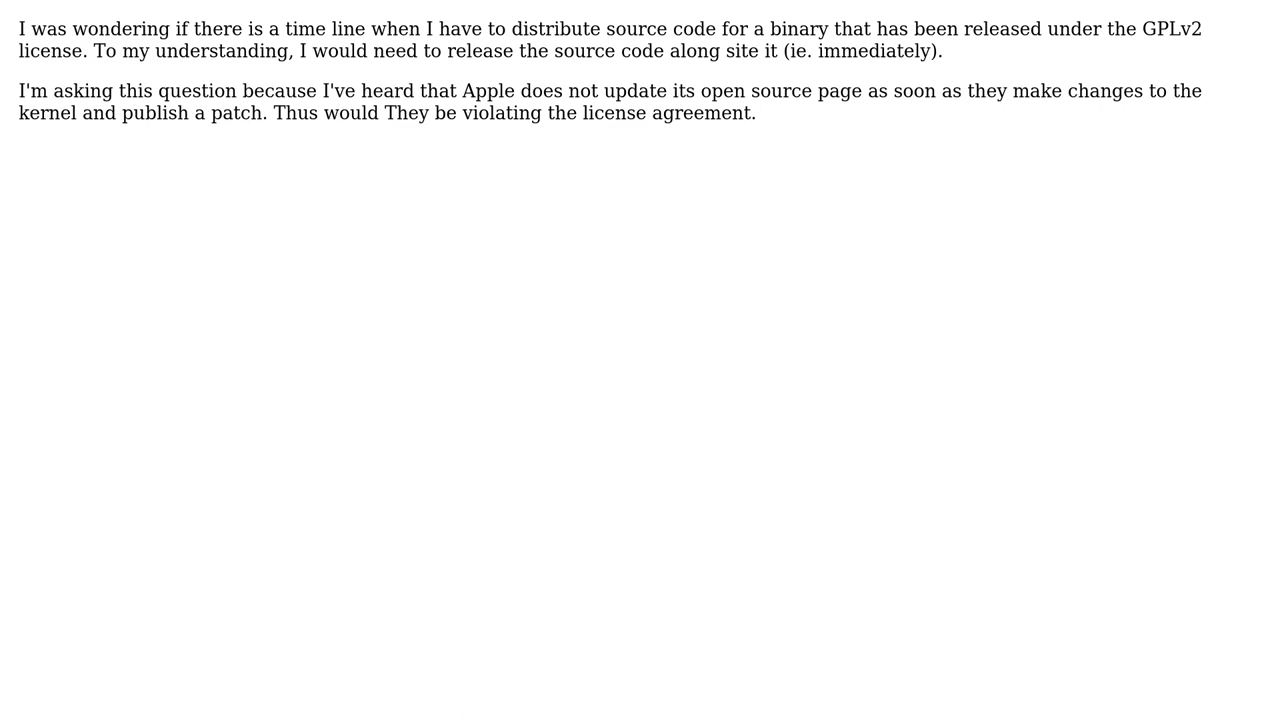 I was wondering if there is a time line when I have to distribute source code for a binary that has been released under the GPLv2
license. To my understanding, I would need to release the source code along site it (ie. immediately).
I'm asking this question because I've heard that Apple does not update its open source page as soon as they make changes to the
kernel and publish a patch. Thus would They be violating the license agreement.